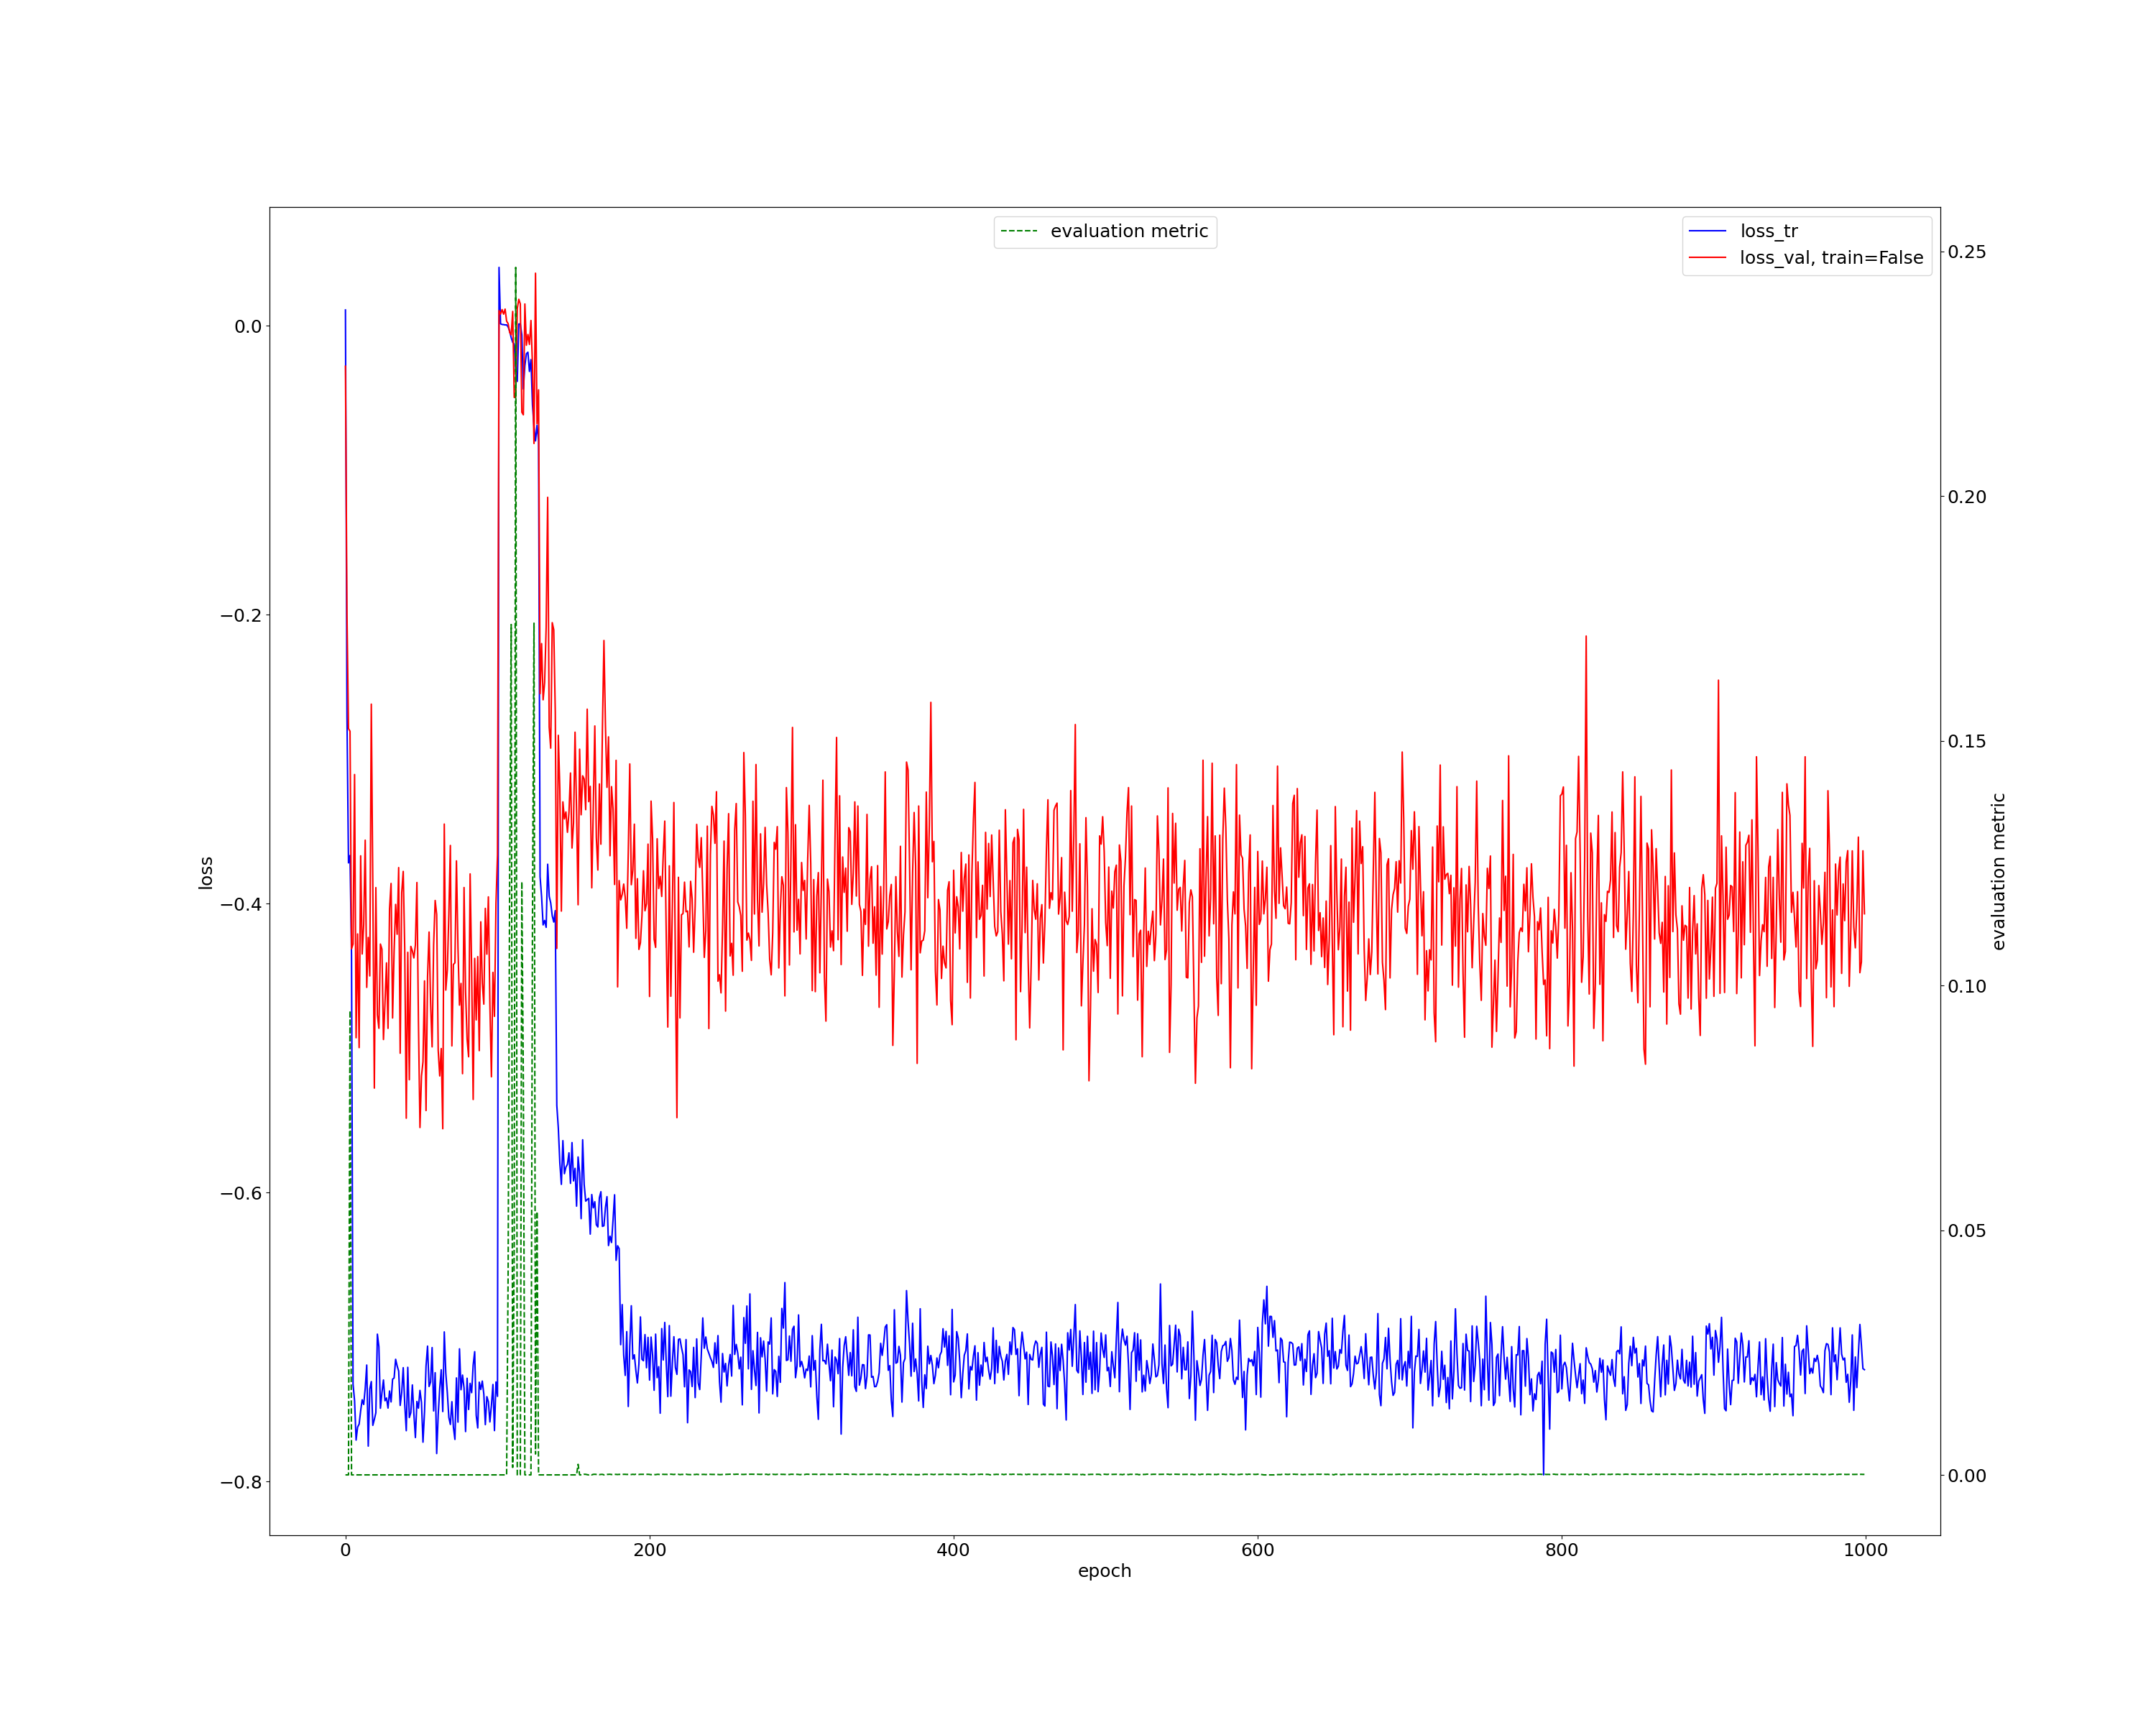 evaluation metric
loss_tr
loss_val, train=False
0.0
−0.2
−0.4
−0.6
−0.8
loss
0.25
0.20
0.15
0.10
0.05
0.00
evaluation metric
0
200
400
600
800
1000
epoch